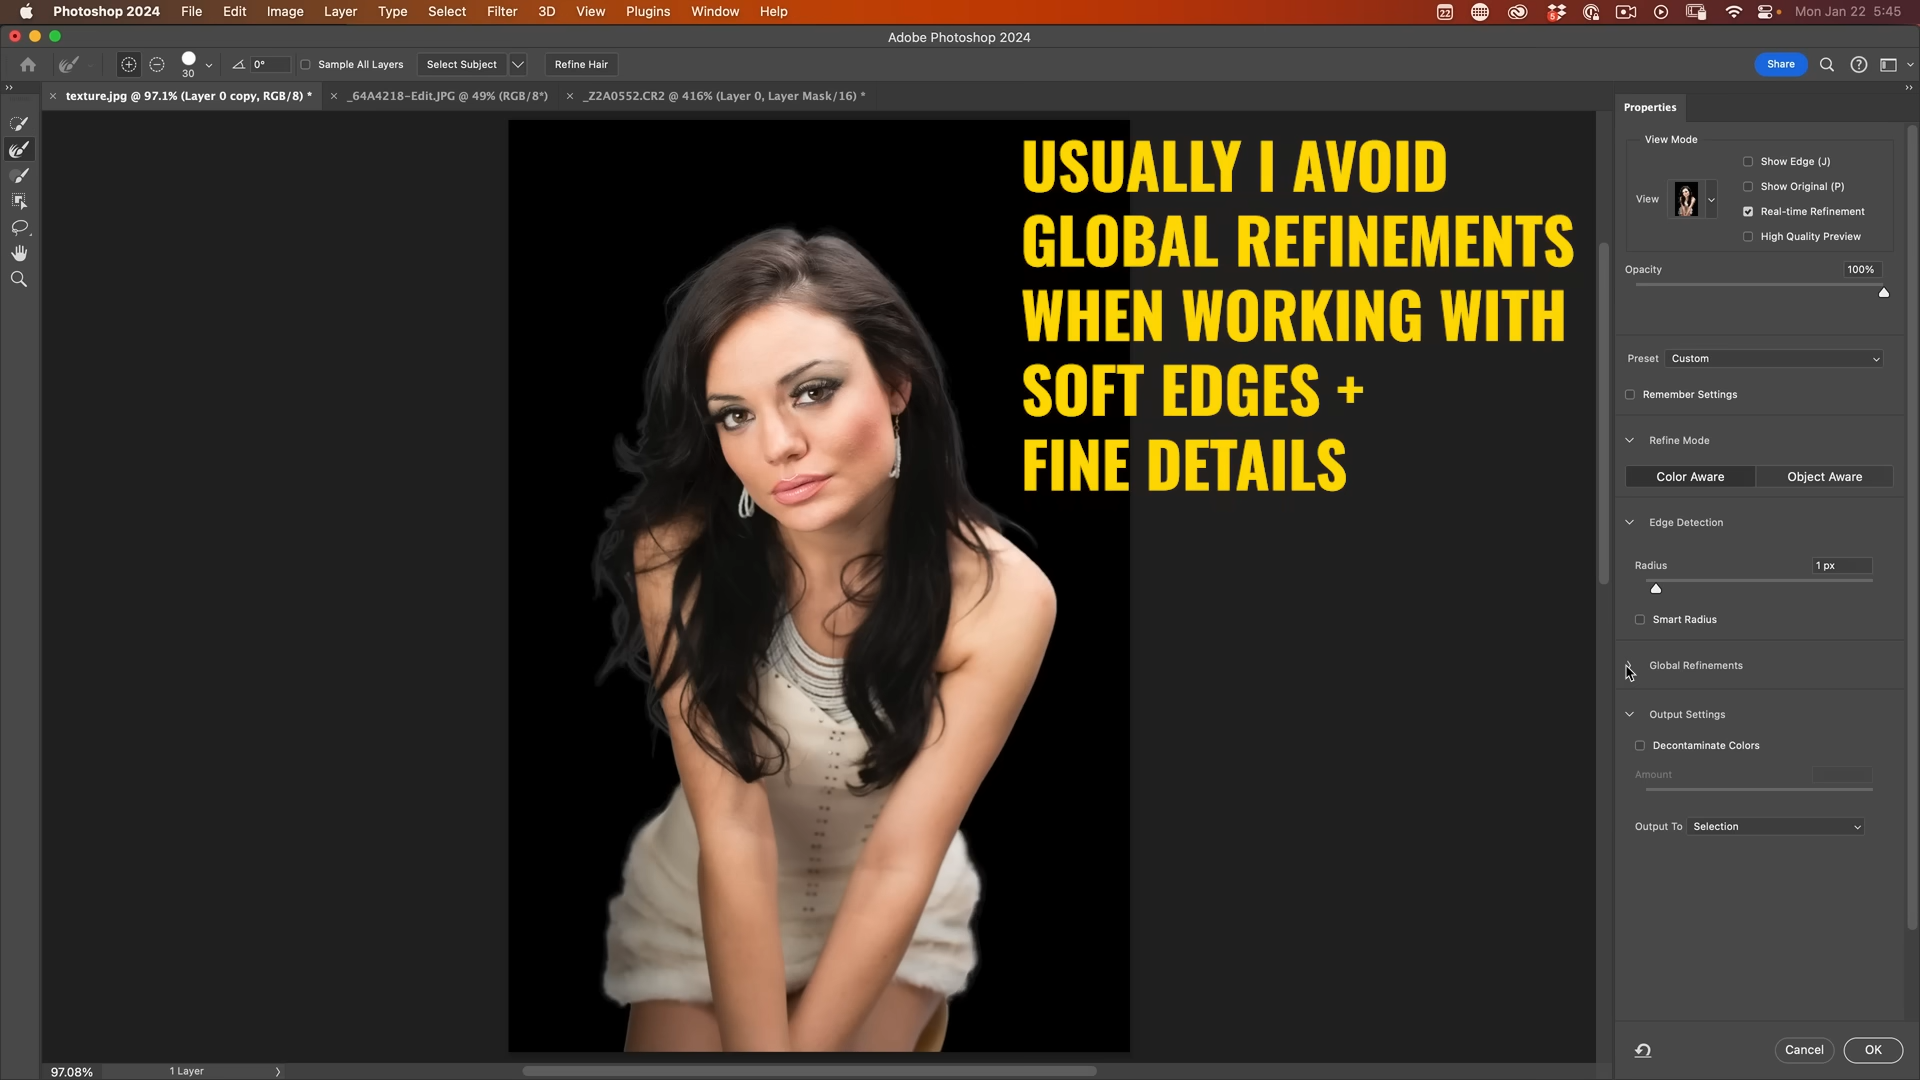 Photoshop 2024 File Edit Image Layer Type Select Filter 3D View Plugins Window Help 22 5 Mon Jan 22 5:45
Adobe Photoshop 2024
30 0° Sample All Layers Select Subject Refine Hair Share
× texture.jpg @ 97.1% (Layer 0 copy, RGB/8) * × _64A4218-Edit.JPG @ 49% (RGB/8*) × _Z2A0552.CR2 @ 416% (Layer 0, Layer Mask/16) *
USUALLY I AVOID
GLOBAL REFINEMENTS
WHEN WORKING WITH
SOFT EDGES +
FINE DETAILS
Properties
View Mode
Show Edge (J)
Show Original (P)
View
Real-time Refinement
High Quality Preview
Opacity 100%
Preset Custom
Remember Settings
Refine Mode
Color Aware Object Aware
Edge Detection
Radius 1 px
Smart Radius
Global Refinements
Output Settings
Decontaminate Colors
Amount
Output To Selection
Cancel OK
97.08% 1 Layer